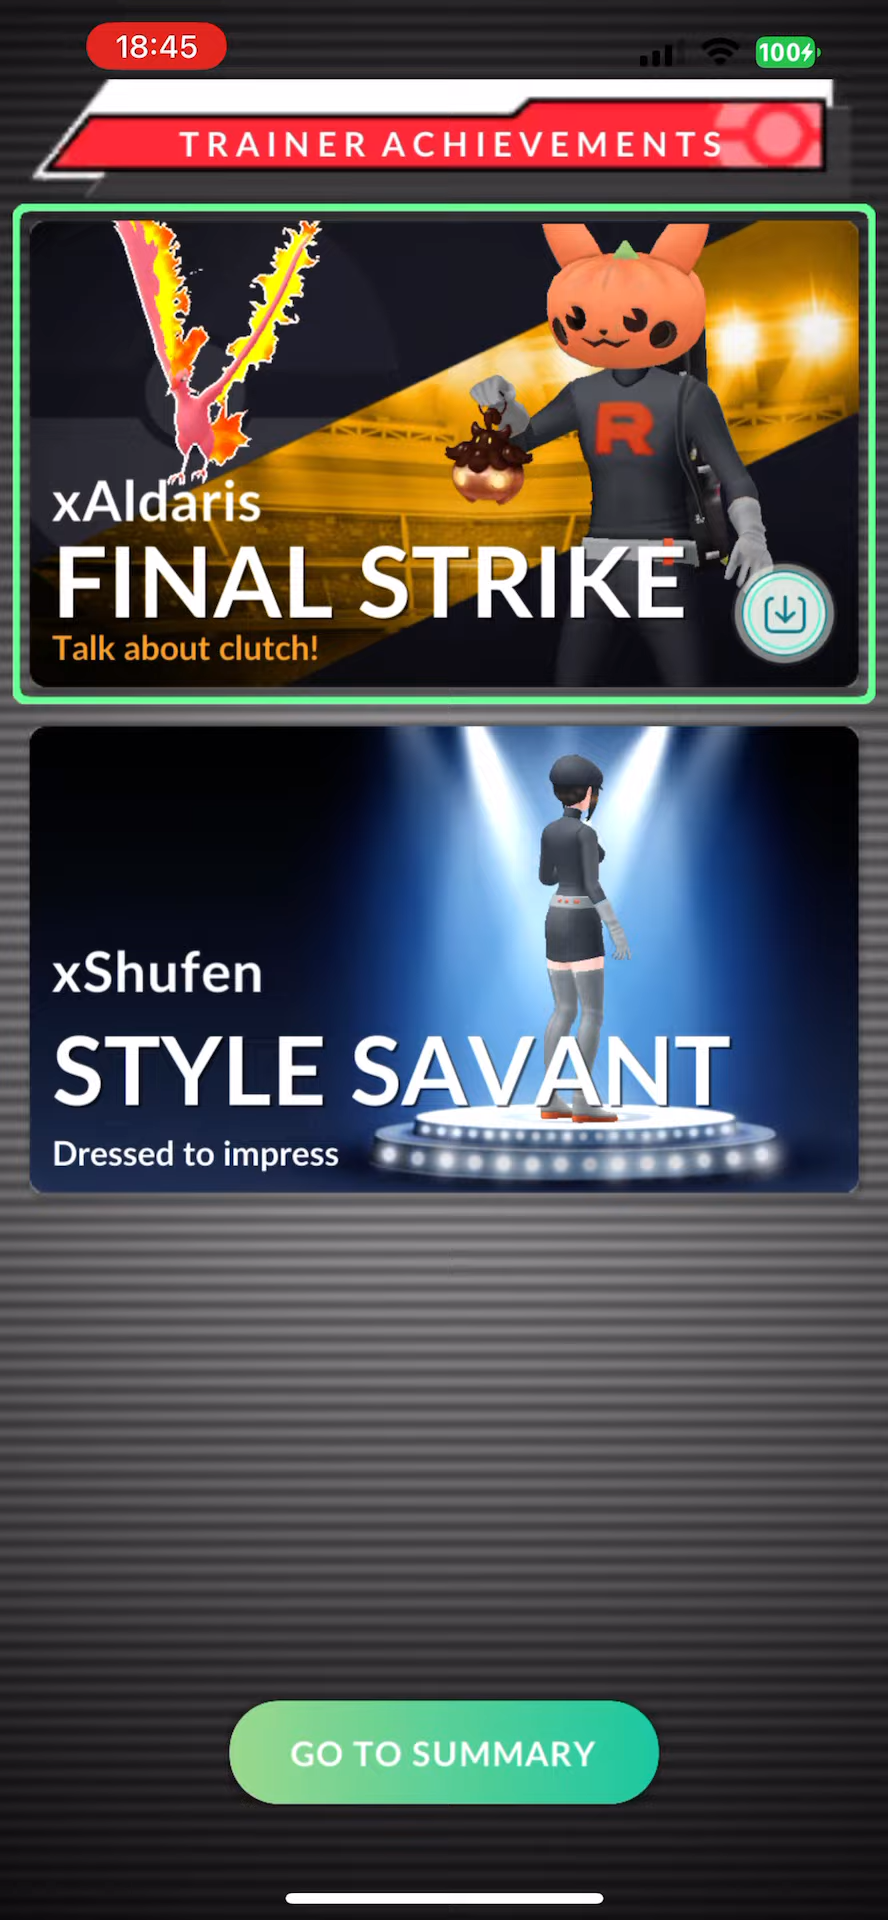 18:45
100
TRAINER ACHIEVEMENTS
R
xAldaris
FINAL STRIKE
Talk about clutch!
xShufen
STYLE SAVANT
Dressed to impress
GO TO SUMMARY